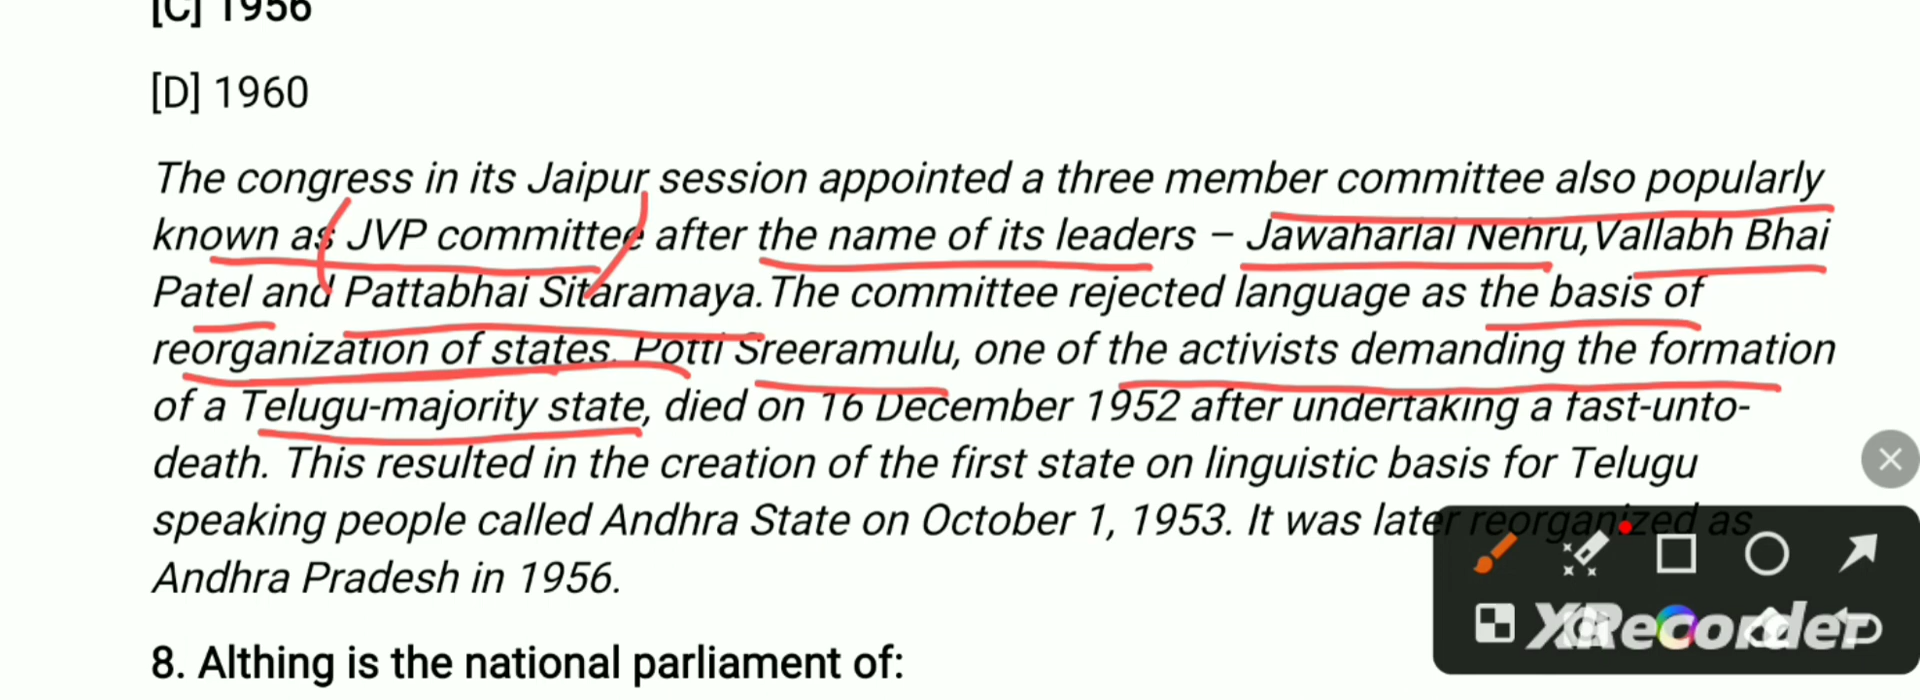 [C] 1956
[D] 1960
The congress in its Jaipur session appointed a three member committee also popularly
known as JVP committee after the name of its leaders – Jawaharlal Nehru,Vallabh Bhai
Patel and Pattabhai Sitaramaya.The committee rejected language as the basis of
reorganization of states. Potti Sreeramulu, one of the activists demanding the formation
of a Telugu-majority state, died on 16 December 1952 after undertaking a fast-unto-
death. This resulted in the creation of the first state on linguistic basis for Telugu
speaking people called Andhra State on October 1, 1953. It was later reorganized as
Andhra Pradesh in 1956.
8. Althing is the national parliament of:
XRecorder